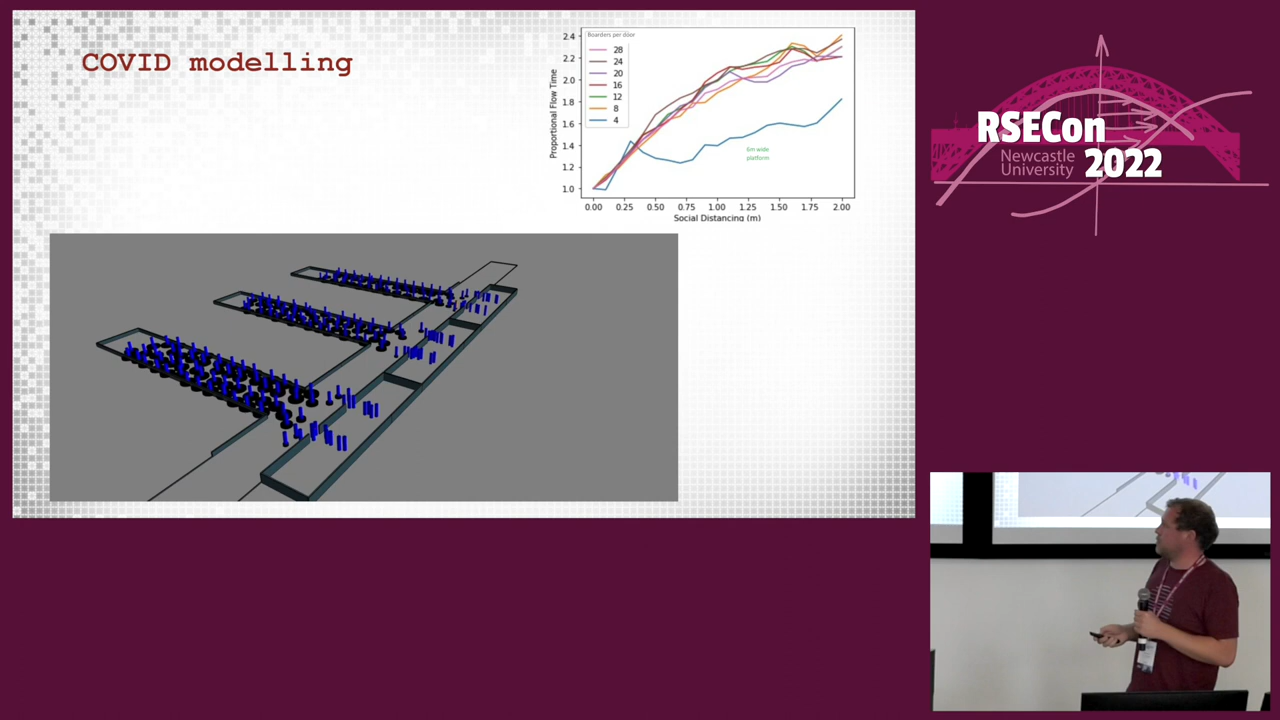 COVID modelling
Boarders per door
28
24
20
16
12
8
4
Proportional Flow Time
2.4
2.2
2.0
1.8
1.6
1.4
1.2
1.0
6m wide
platform
0.00 0.25 0.50 0.75 1.00 1.25 1.50 1.75 2.00
Social Distancing (m)
RSECon
Newcastle
University
2022